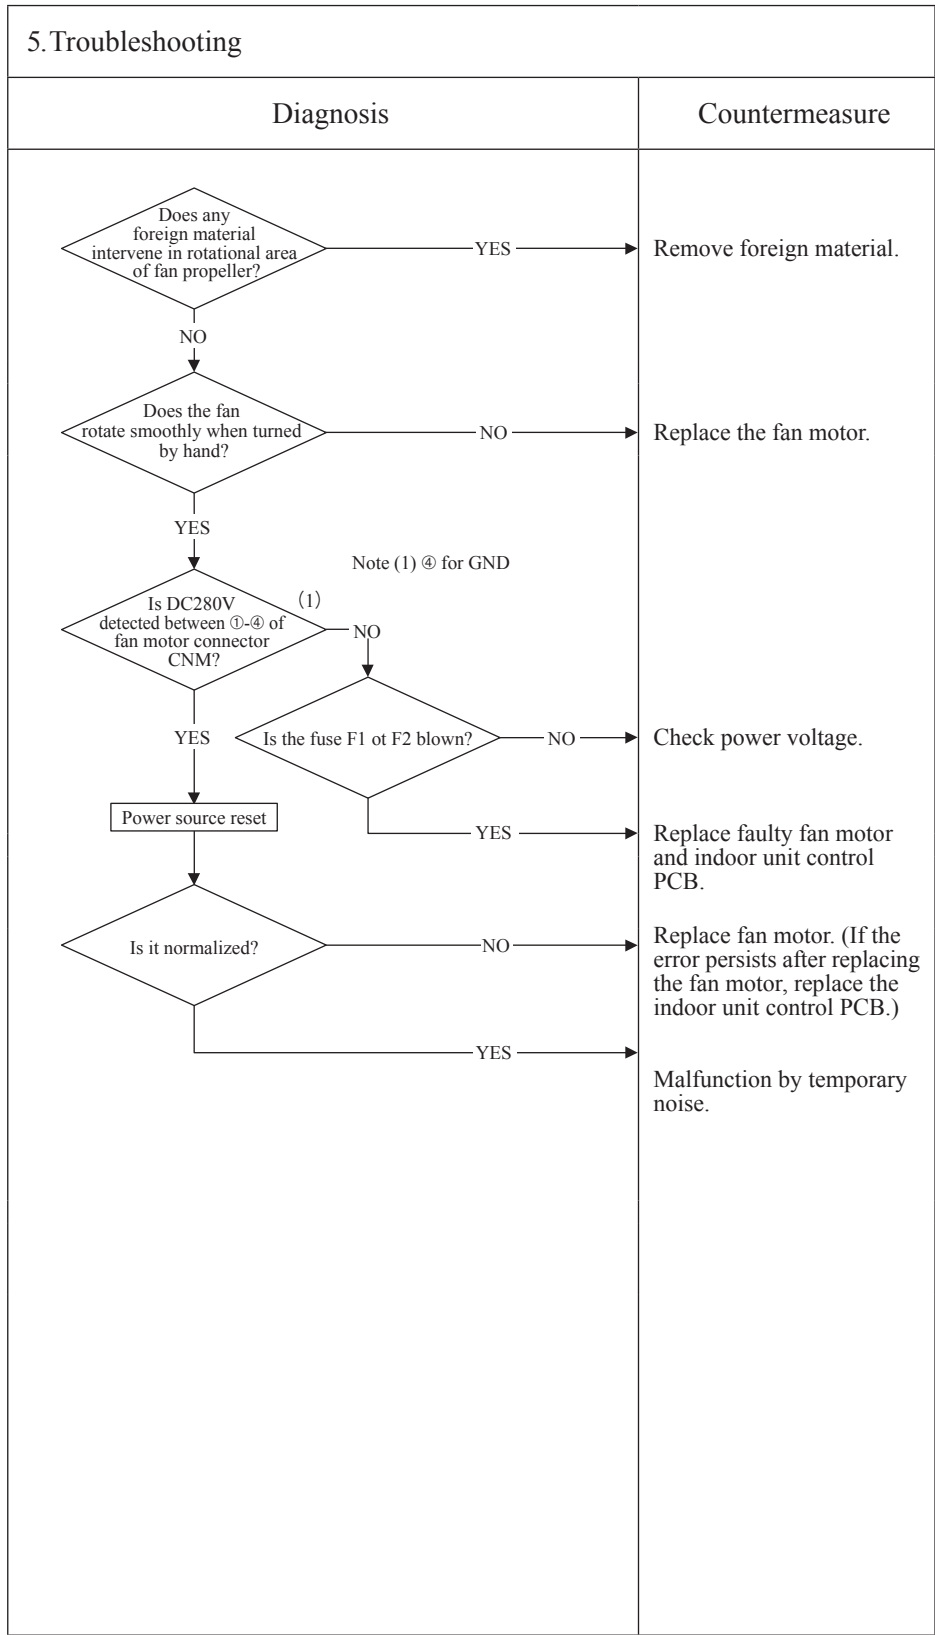 5.Troubleshooting
Diagnosis
Countermeasure
Does any
foreign material
intervene in rotational area
of fan propeller?
YES
Remove foreign material.
NO
Does the fan
rotate smoothly when turned
by hand?
NO
Replace the fan motor.
YES
Note (1) ④ for GND
Is DC280V
detected between ①-④ of
fan motor connector
CNM?
(1)
NO
YES
Is the fuse F1 ot F2 blown?
NO
Check power voltage.
Power source reset
YES
Replace faulty fan motor
and indoor unit control
PCB.
Is it normalized?
NO
Replace fan motor. (If the
error persists after replacing
the fan motor, replace the
indoor unit control PCB.)
YES
Malfunction by temporary
noise.